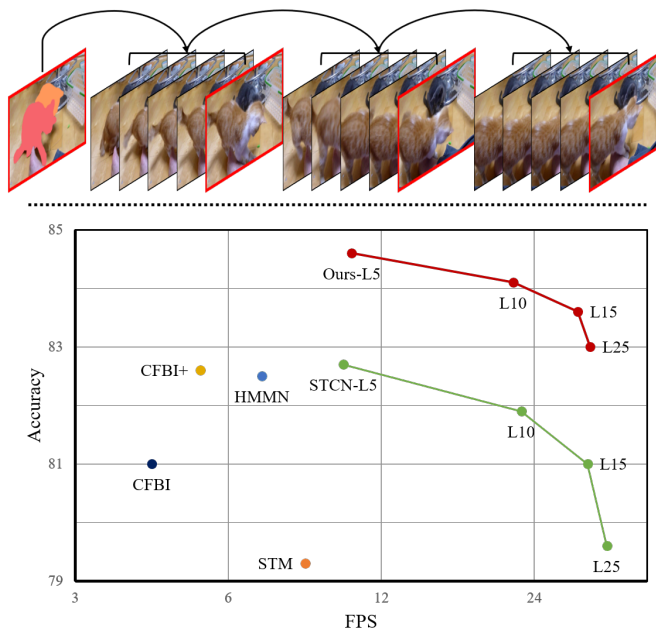 85
Ours-L5
L10
L15
L25
83
CFBI+
HMMN
STCN-L5
L10
Accuracy
81
L15
CFBI
STM
L25
79
3
6
12
24
FPS